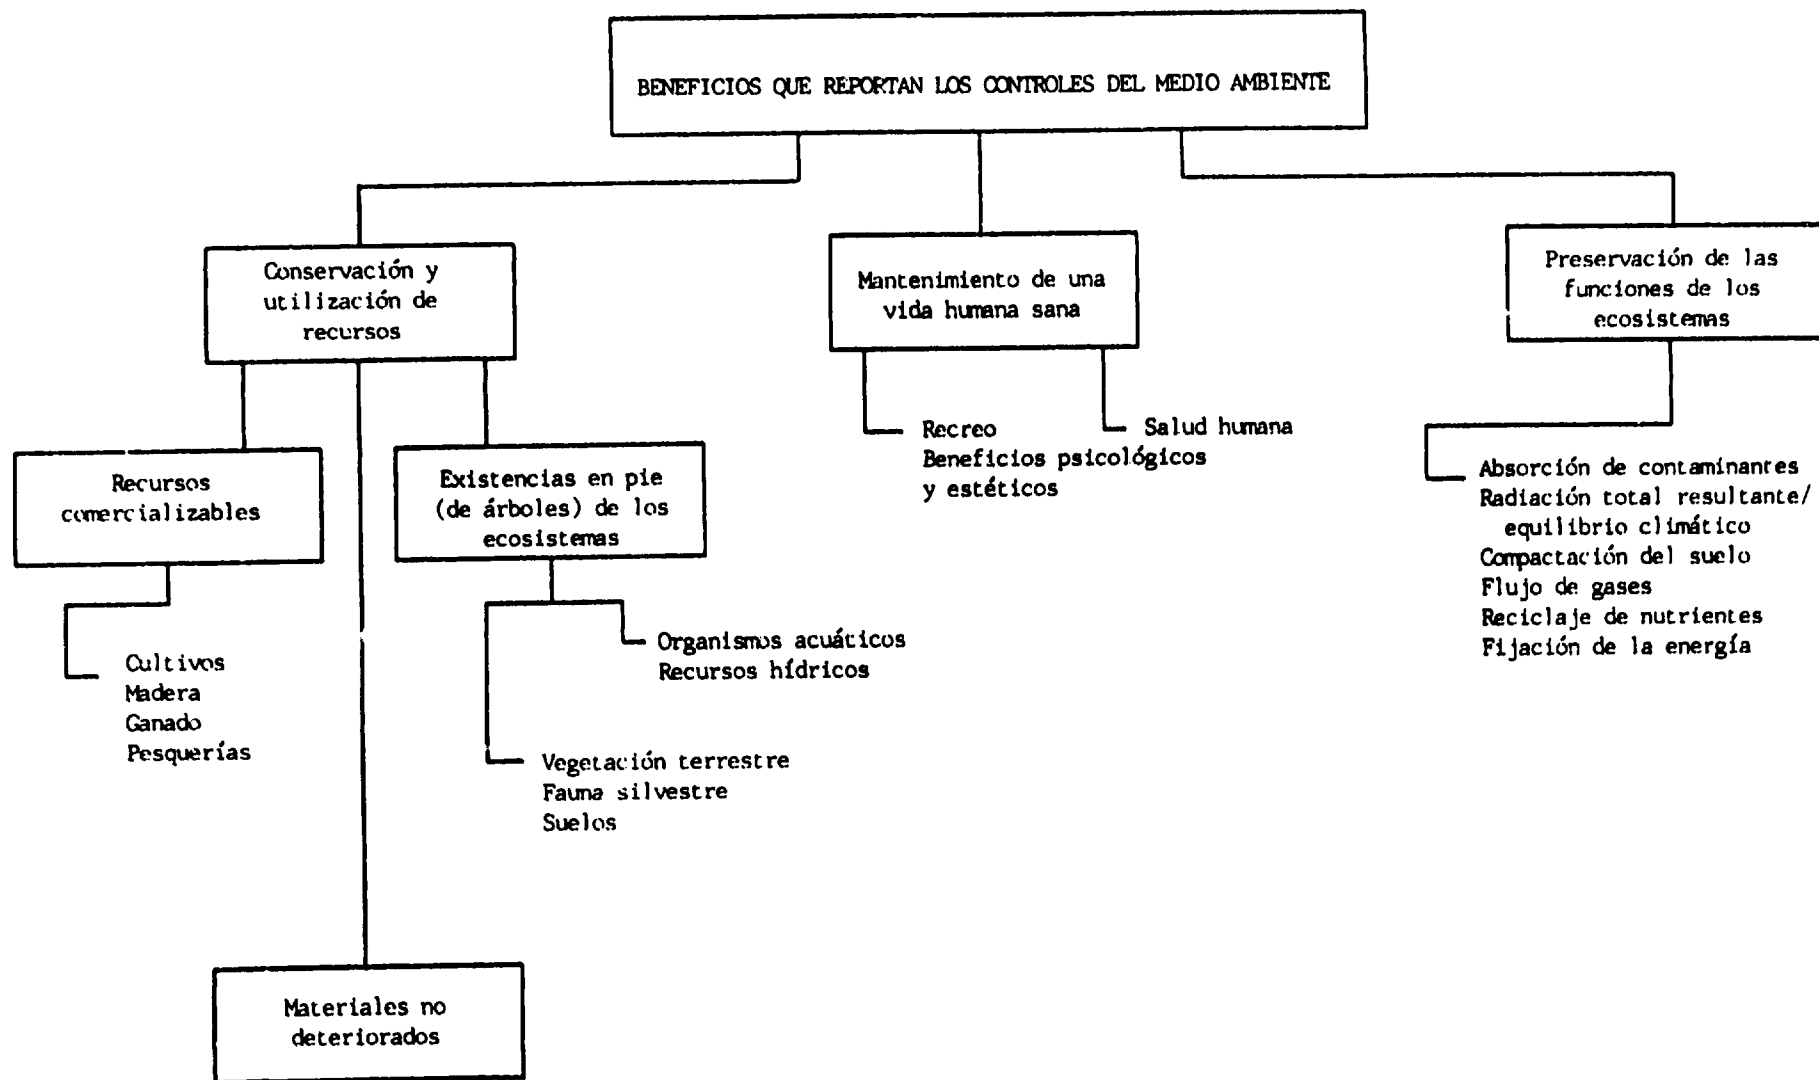 BENEFICIOS QUE REPORTAN LOS CONTROLES DEL MEDIO AMBIENTE
Conservación y
utilización de
recursos
Mantenimiento de una
vida humana sana
Preservación de las
funciones de los
ecosistemas
Recursos
comercializables
Existencias en pie
(de árboles) de los
ecosistemas
Recreo
Beneficios psicológicos
y estéticos
Salud humana
Absorción de contaminantes
Radiación total resultante/
equilibrio climático
Compactación del suelo
Flujo de gases
Reciclaje de nutrientes
Fijación de la energía
Cultivos
Madera
Ganado
Pesquerías
Organismos acuáticos
Recursos hídricos
Vegetación terrestre
Fauna silvestre
Suelos
Materiales no
deteriorados